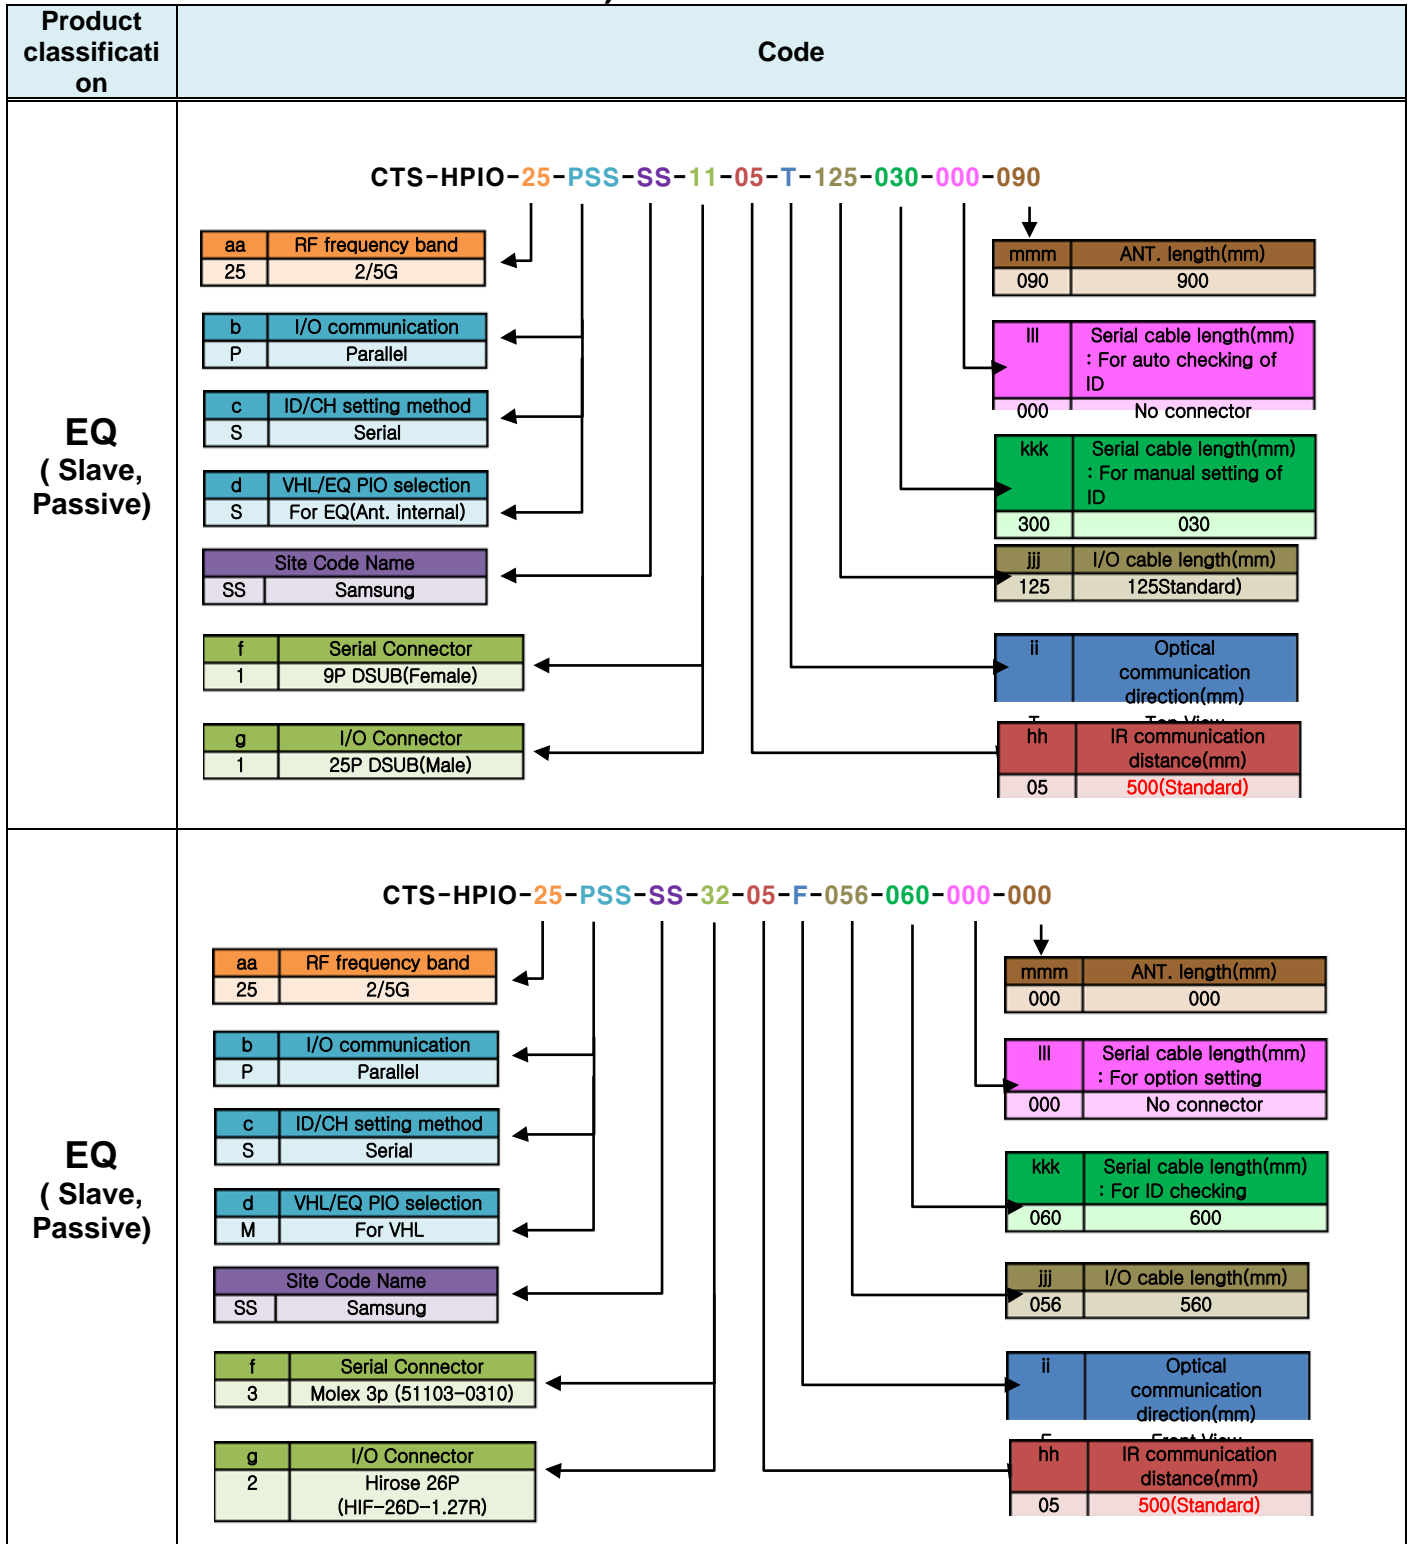 Product
classificati
on
Code
EQ
( Slave,
Passive)
CTS-HPIO-25-PSS-SS-11-05-T-125-030-000-090
aa RF frequency band
25 2/5G
b I/O communication
P Parallel
c ID/CH setting method
S Serial
d VHL/EQ PIO selection
S For EQ(Ant. internal)
Site Code Name
SS Samsung
f Serial Connector
1 9P DSUB(Female)
g I/O Connector
1 25P DSUB(Male)
mmm ANT. length(mm)
090 900
lll Serial cable length(mm)
: For auto checking of
ID
000 No connector
kkk Serial cable length(mm)
: For manual setting of
ID
300 030
jjj I/O cable length(mm)
125 125Standard)
ii Optical
communication
direction(mm)
T Top View
hh IR communication
distance(mm)
05 500(Standard)
EQ
( Slave,
Passive)
CTS-HPIO-25-PSS-SS-32-05-F-056-060-000-000
aa RF frequency band
25 2/5G
b I/O communication
P Parallel
c ID/CH setting method
S Serial
d VHL/EQ PIO selection
M For VHL
Site Code Name
SS Samsung
f Serial Connector
3 Molex 3p (51103-0310)
g I/O Connector
2 Hirose 26P
(HIF-26D-1.27R)
mmm ANT. length(mm)
000 000
lll Serial cable length(mm)
: For option setting
000 No connector
kkk Serial cable length(mm)
: For ID checking
060 600
jjj I/O cable length(mm)
056 560
ii Optical
communication
direction(mm)
F Front View
hh IR communication
distance(mm)
05 500(Standard)